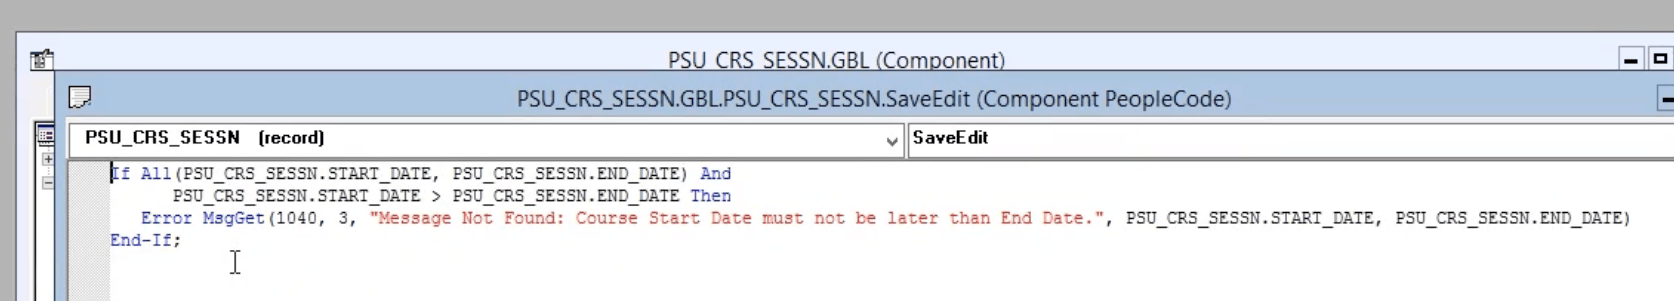 PSU_CRS_SESSN.GBL (Component)
PSU_CRS_SESSN.GBL.PSU_CRS_SESSN.SaveEdit (Component PeopleCode)
PSU_CRS_SESSN (record) SaveEdit
If All(PSU_CRS_SESSN.START_DATE, PSU_CRS_SESSN.END_DATE) And
PSU_CRS_SESSN.START_DATE > PSU_CRS_SESSN.END_DATE Then
Error MsgGet(1040, 3, "Message Not Found: Course Start Date must not be later than End Date.", PSU_CRS_SESSN.START_DATE, PSU_CRS_SESSN.END_DATE)
End-If;